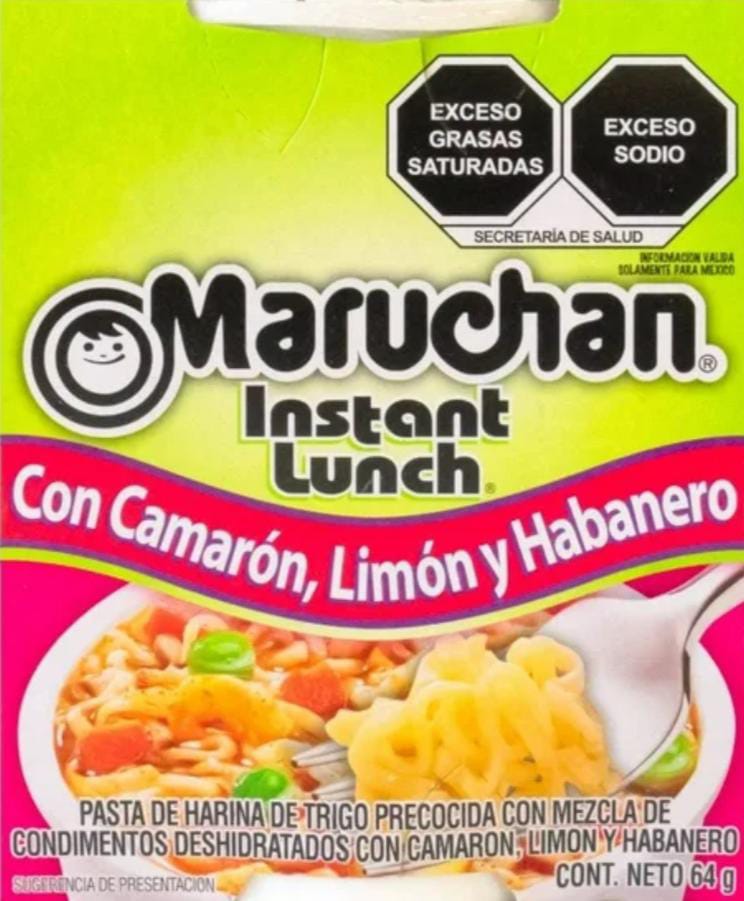 EXCESO
GRASAS
SATURADAS
EXCESO
SODIO
SECRETARÍA DE SALUD
INFORMACION VALIDA
SOLAMENTE PARA MEXICO
Maruchan®
Instant
Lunch®
Con Camarón, Limón y Habanero
PASTA DE HARINA DE TRIGO PRECOCIDA CON MEZCLA DE
CONDIMENTOS DESHIDRATADOS CON CAMARON, LIMON Y HABANERO
SUGERENCIA DE PRESENTACION
CONT. NETO 64 g